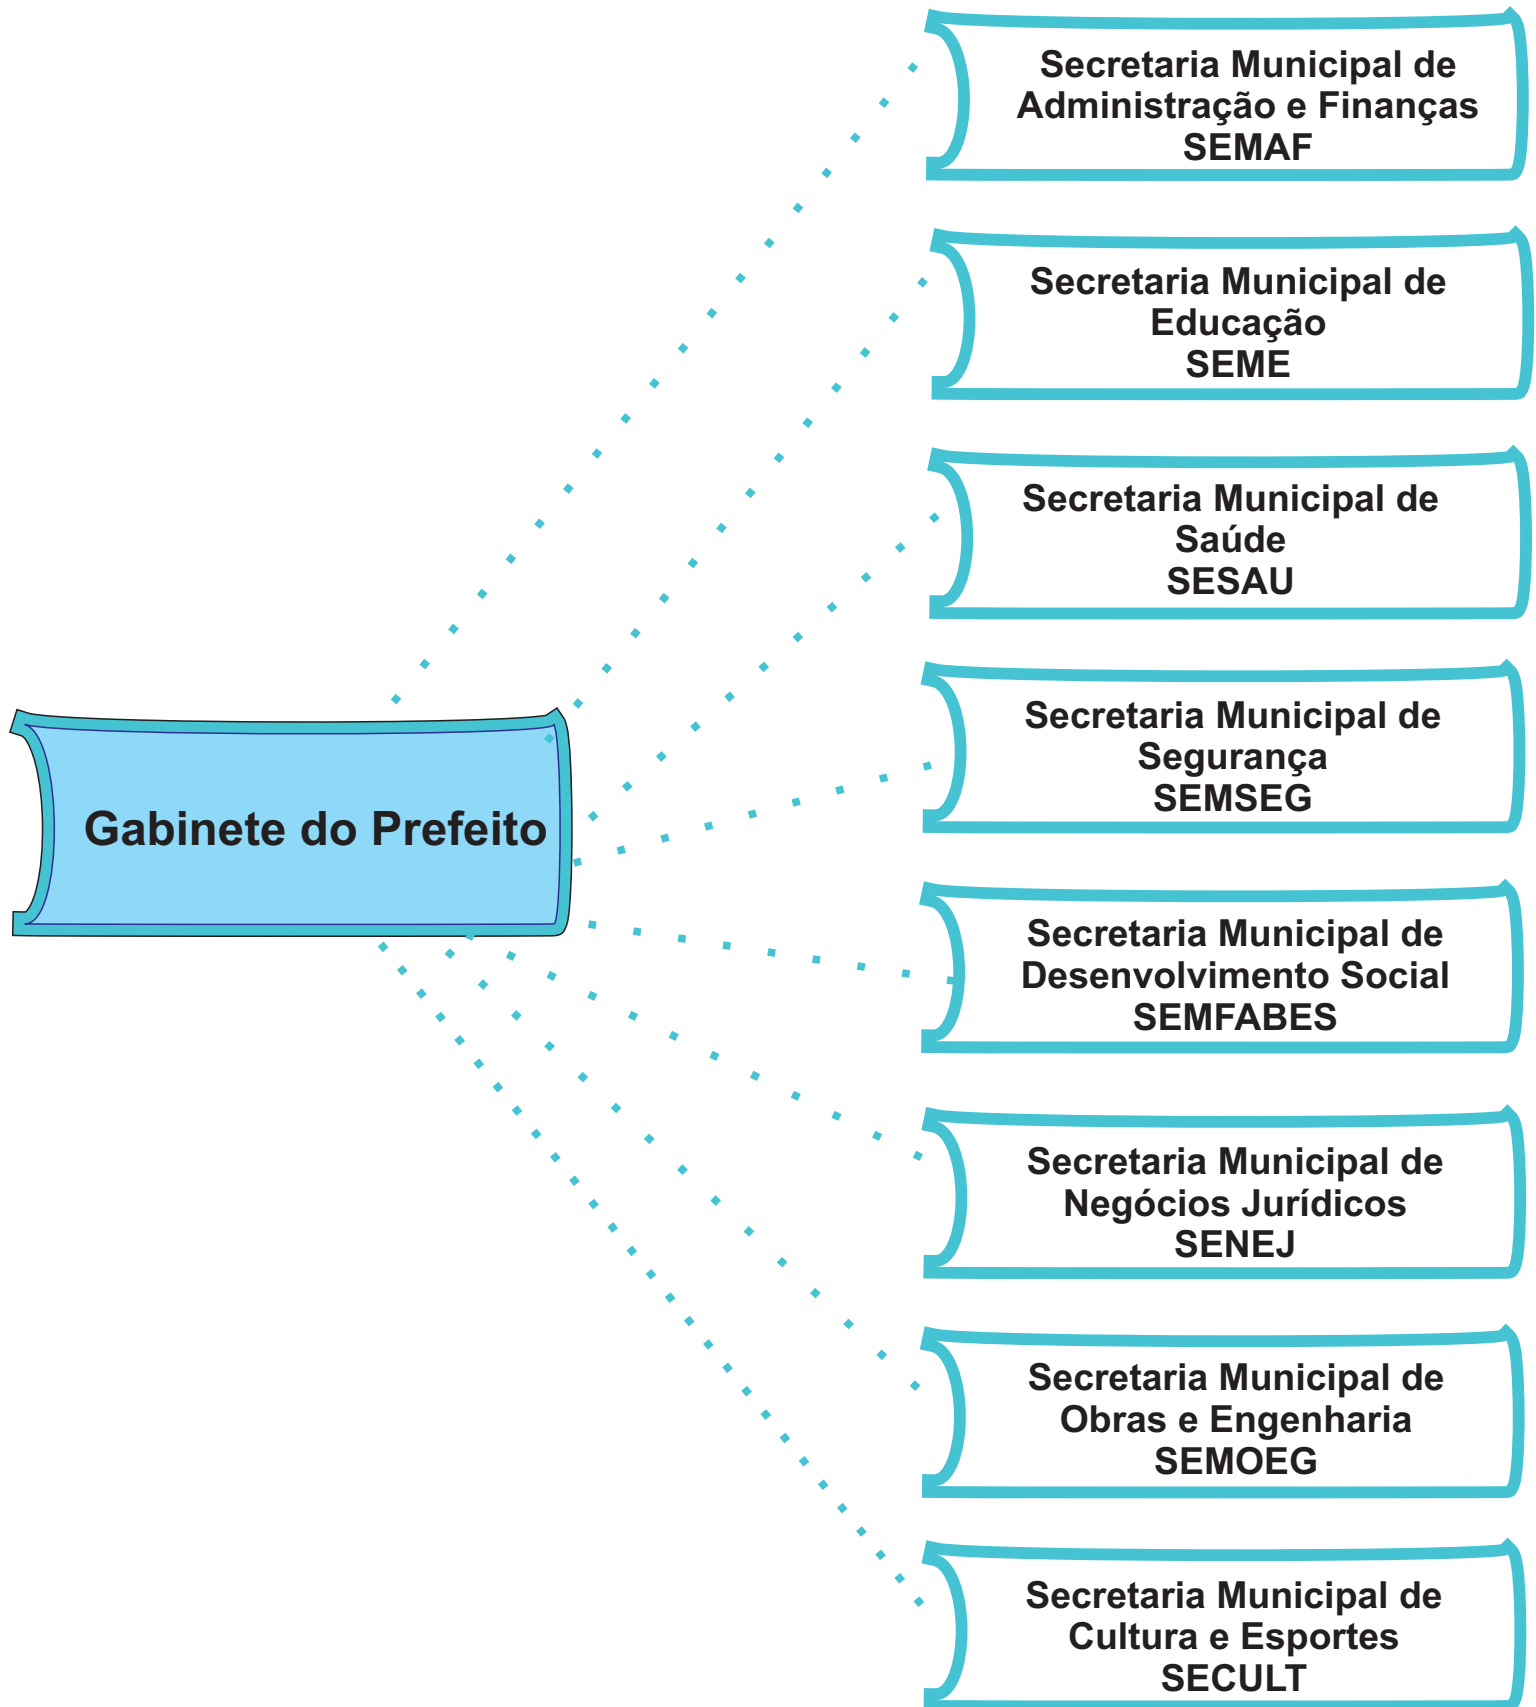 Secretaria Municipal de
Administração e Finanças
SEMAF
Secretaria Municipal de
Educação
SEME
Secretaria Municipal de
Saúde
SESAU
Secretaria Municipal de
Segurança
SEMSEG
Gabinete do Prefeito
Secretaria Municipal de
Desenvolvimento Social
SEMFABES
Secretaria Municipal de
Negócios Jurídicos
SENEJ
Secretaria Municipal de
Obras e Engenharia
SEMOEG
Secretaria Municipal de
Cultura e Esportes
SECULT